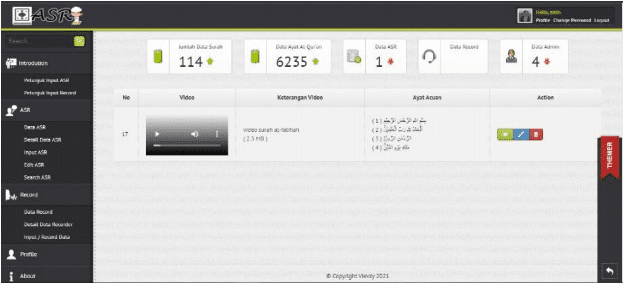 ASR
Hello, amin
Profile Change Password Logout
Search
Introdution
Petunjuk Input ASR
Petunjuk Input Record
ASR
Data ASR
Detail Data ASR
Input ASR
Edit ASR
Search ASR
Record
Data Record
Detail Data Recorder
Input / Record Data
Profile
About
Jumlah Data Surah
114
Data Ayat Al Qur'an
6235
Data ASR
1
Data Record
Data Admin
4
No Video Keterangan Video Ayat Acuan Action
17
video surah al-fatihah
( 2.3 MB )
( 1 ) بِسْمِ اللَّهِ الرَّحْمَٰنِ الرَّحِيمِ
( 2 ) الْحَمْدُ لِلَّهِ رَبِّ الْعَالَمِينَ
( 3 ) الرَّحْمَٰنِ الرَّحِيمِ
( 4 ) مَالِكِ يَوْمِ الدِّينِ
THEMER
© Copyright Vievdy 2021